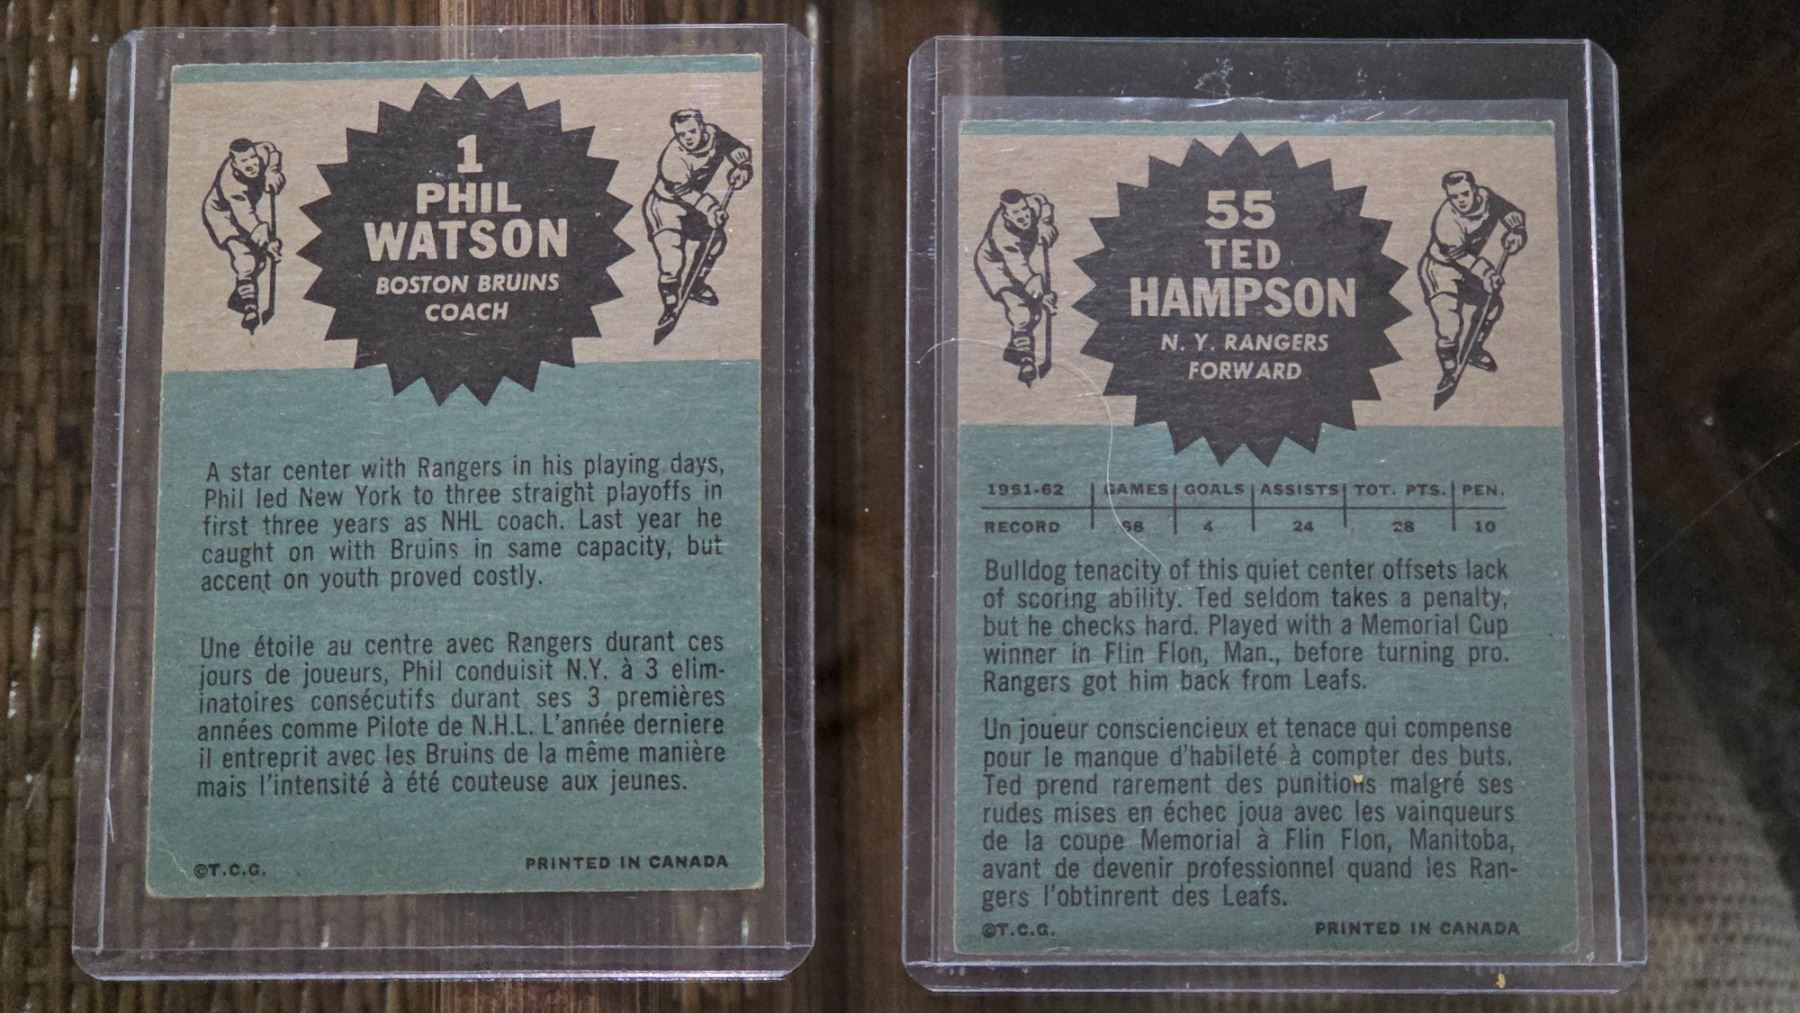 1
PHIL
WATSON
BOSTON BRUINS
COACH
A star center with Rangers in his playing days,
Phil led New York to three straight playoffs in
first three years as NHL coach. Last year he
caught on with Bruins in same capacity, but
accent on youth proved costly.
Une étoile au centre avec Rangers durant ces
jours de joueurs, Phil conduisit N.Y. à 3 elim-
inatoires consécutifs durant ses 3 premières
années comme Pilote de N.H.L. L'année derniere
il entreprit avec les Bruins de la même manière
mais l'intensité à été couteuse aux jeunes.
©T.C.G. PRINTED IN CANADA
55
TED
HAMPSON
N. Y. RANGERS
FORWARD
1961-62 GAMES GOALS ASSISTS TOT. PTS. PEN.
RECORD 68 4 24 28 10
Bulldog tenacity of this quiet center offsets lack
of scoring ability. Ted seldom takes a penalty,
but he checks hard. Played with a Memorial Cup
winner in Flin Flon, Man., before turning pro.
Rangers got him back from Leafs.
Un joueur consciencieux et tenace qui compense
pour le manque d'habileté à compter des buts.
Ted prend rarement des punitions malgré ses
rudes mises en échec joua avec les vainqueurs
de la coupe Memorial à Flin Flon, Manitoba,
avant de devenir professionnel quand les Ran-
gers l'obtinrent des Leafs.
©T.C.G. PRINTED IN CANADA